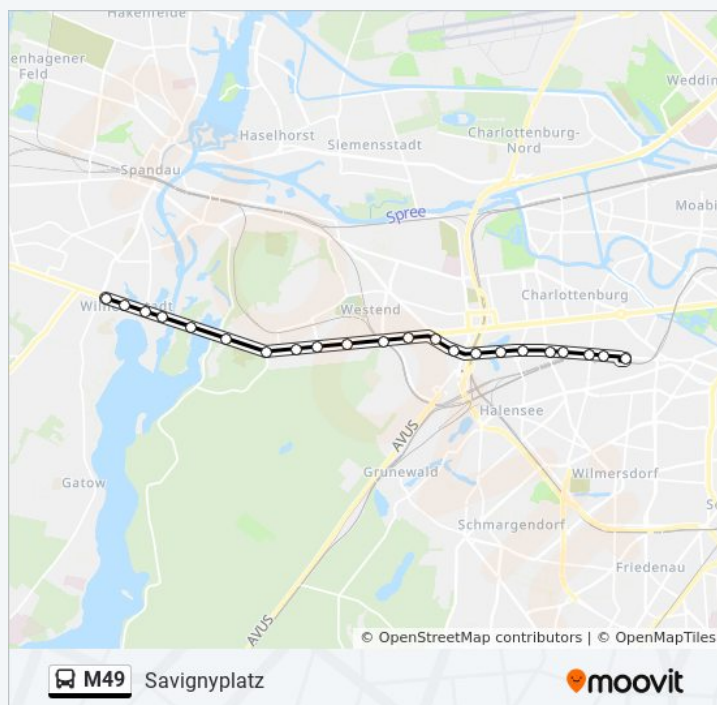 Hakenfelde
enhagener
Feld
Haselhorst
Siemensstadt
Wedding
Charlottenburg-
Nord
Spandau
Spree
Moabi
Wilhelmstadt
Westend
Charlottenburg
AVUS
Halensee
Grunewald
Wilmersdorf
Gatow
Schmargendorf
Friedenau
AVUS
© OpenStreetMap contributors | © OpenMapTiles
M49 Savignyplatz
moovit